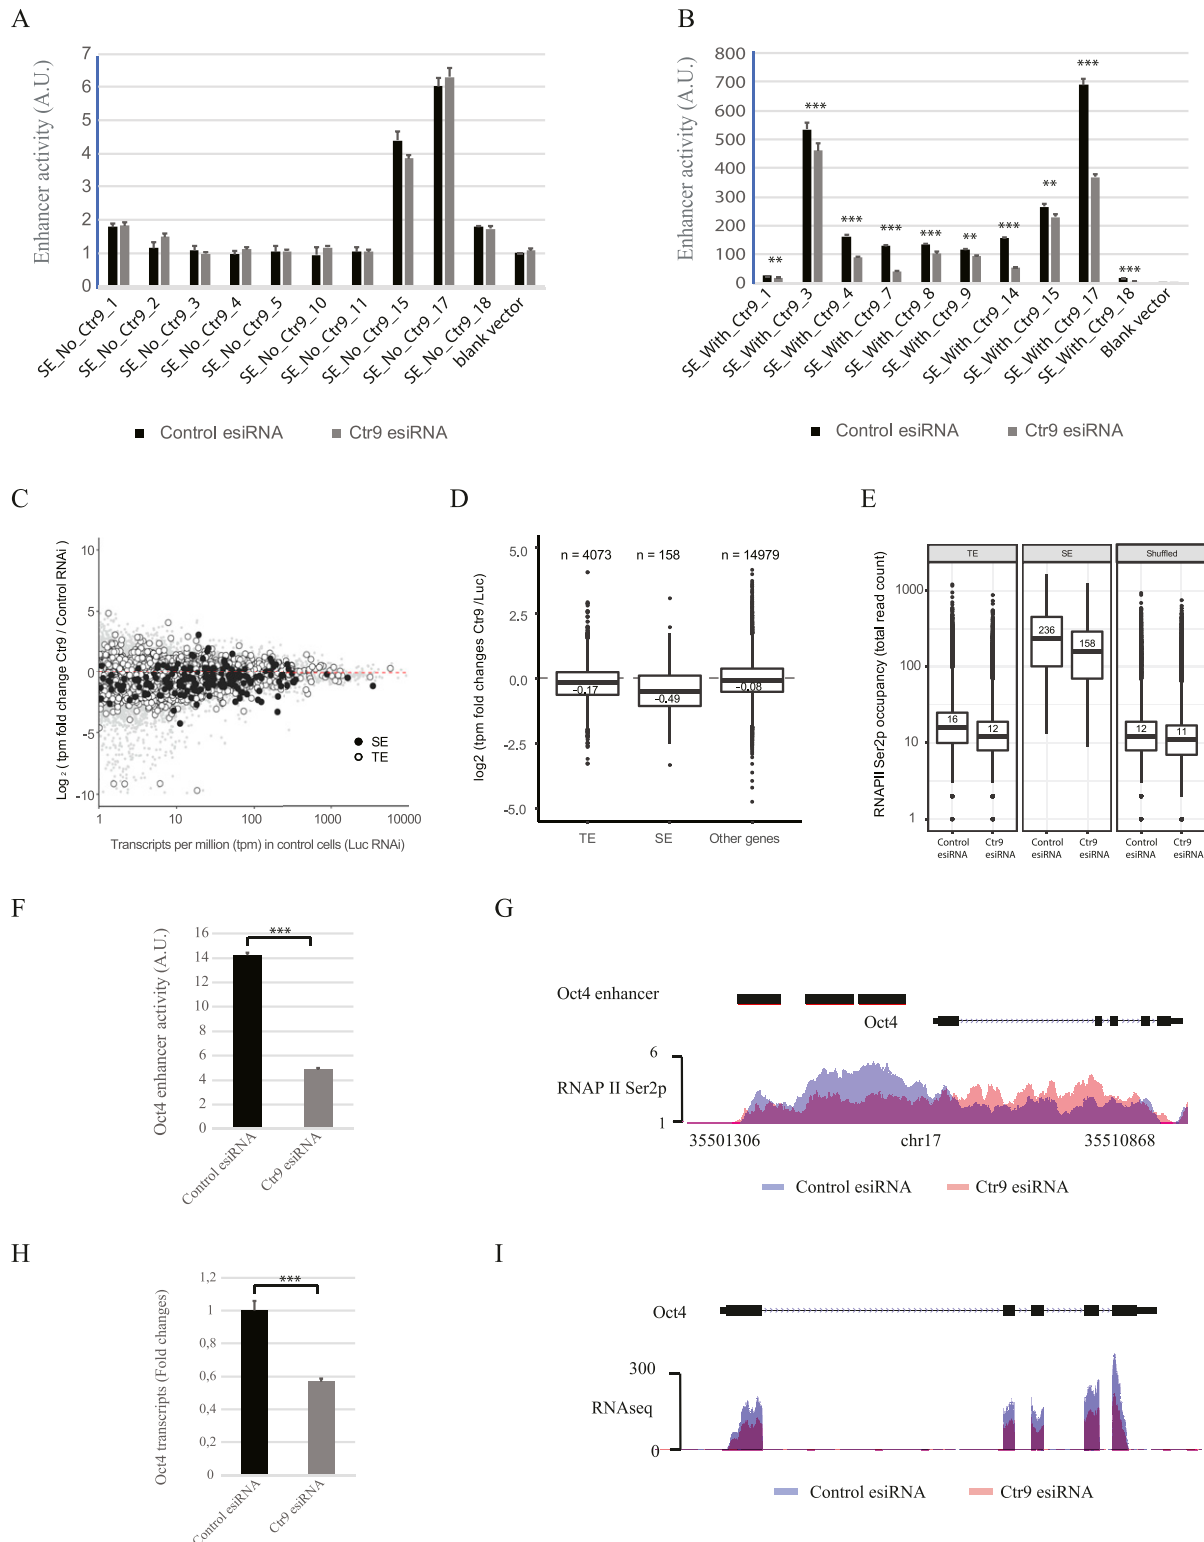 A
Enhancer activity (A.U.)
7
6
5
4
3
2
1
0
SE_No_Ctr9_1
SE_No_Ctr9_2
SE_No_Ctr9_3
SE_No_Ctr9_4
SE_No_Ctr9_5
SE_No_Ctr9_10
SE_No_Ctr9_11
SE_No_Ctr9_15
SE_No_Ctr9_17
SE_No_Ctr9_18
blank vector
Control esiRNA
Ctr9 esiRNA
B
Enhancer activity (A.U.)
800
700
600
500
400
300
200
100
0
**
***
***
***
***
**
***
**
***
***
SE_With_Ctr9_1
SE_With_Ctr9_3
SE_With_Ctr9_4
SE_With_Ctr9_7
SE_With_Ctr9_8
SE_With_Ctr9_9
SE_With_Ctr9_14
SE_With_Ctr9_15
SE_With_Ctr9_17
SE_With_Ctr9_18
Blank vector
Control esiRNA
Ctr9 esiRNA
C
Log ₂ ( tpm fold change Ctr9 / Control RNAi)
10
5
0
-5
-10
SE
TE
1
10
100
1000
10000
Transcripts per million (tpm) in control cells (Luc RNAi)
D
log2 (tpm fold changes Ctr9 /Luc)
5.0
2.5
0.0
-2.5
-5.0
n = 4073
n = 158
n = 14979
-0.17
-0.49
-0.08
TE
SE
Other genes
E
RNAPII Ser2p occupancy (total read count)
TE
SE
Shuffled
1000
100
10
1
16
12
236
158
12
11
Control esiRNA
Ctr9 esiRNA
Control esiRNA
Ctr9 esiRNA
Control esiRNA
Ctr9 esiRNA
F
Oct4 enhancer activity (A.U.)
16
14
12
10
8
6
4
2
0
***
Control esiRNA
Ctr9 esiRNA
G
Oct4 enhancer
Oct4
6
RNAP II Ser2p
1
35501306
chr17
35510868
Control esiRNA
Ctr9 esiRNA
H
Oct4 transcripts (Fold changes)
1,2
1
0,8
0,6
0,4
0,2
0
***
Control esiRNA
Ctr9 esiRNA
I
Oct4
300
RNAseq
0
Control esiRNA
Ctr9 esiRNA